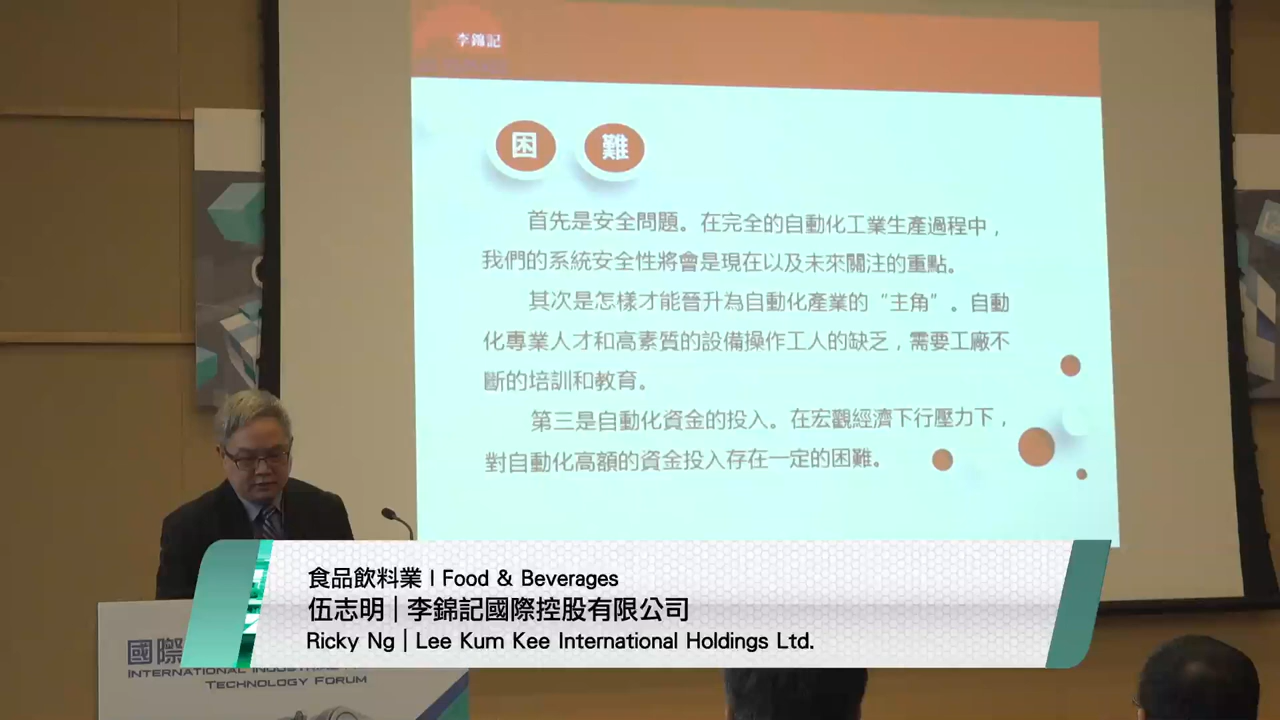 李錦記
困難
首先是安全問題。在完全的自動化工業生產過程中，
我們的系統安全性將會是現在以及未來關注的重點。
其次是怎樣才能晉升為自動化產業的“主角”。自動
化專業人才和高素質的設備操作工人的缺乏，需要工廠不
斷的培訓和教育。
第三是自動化資金的投入。在宏觀經濟下行壓力下，
對自動化高額的資金投入存在一定的困難。
食品飲料業 | Food & Beverages
伍志明 | 李錦記國際控股有限公司
Ricky Ng | Lee Kum Kee International Holdings Ltd.
國際
INTERNATIONAL
TECHNOLOGY FORUM